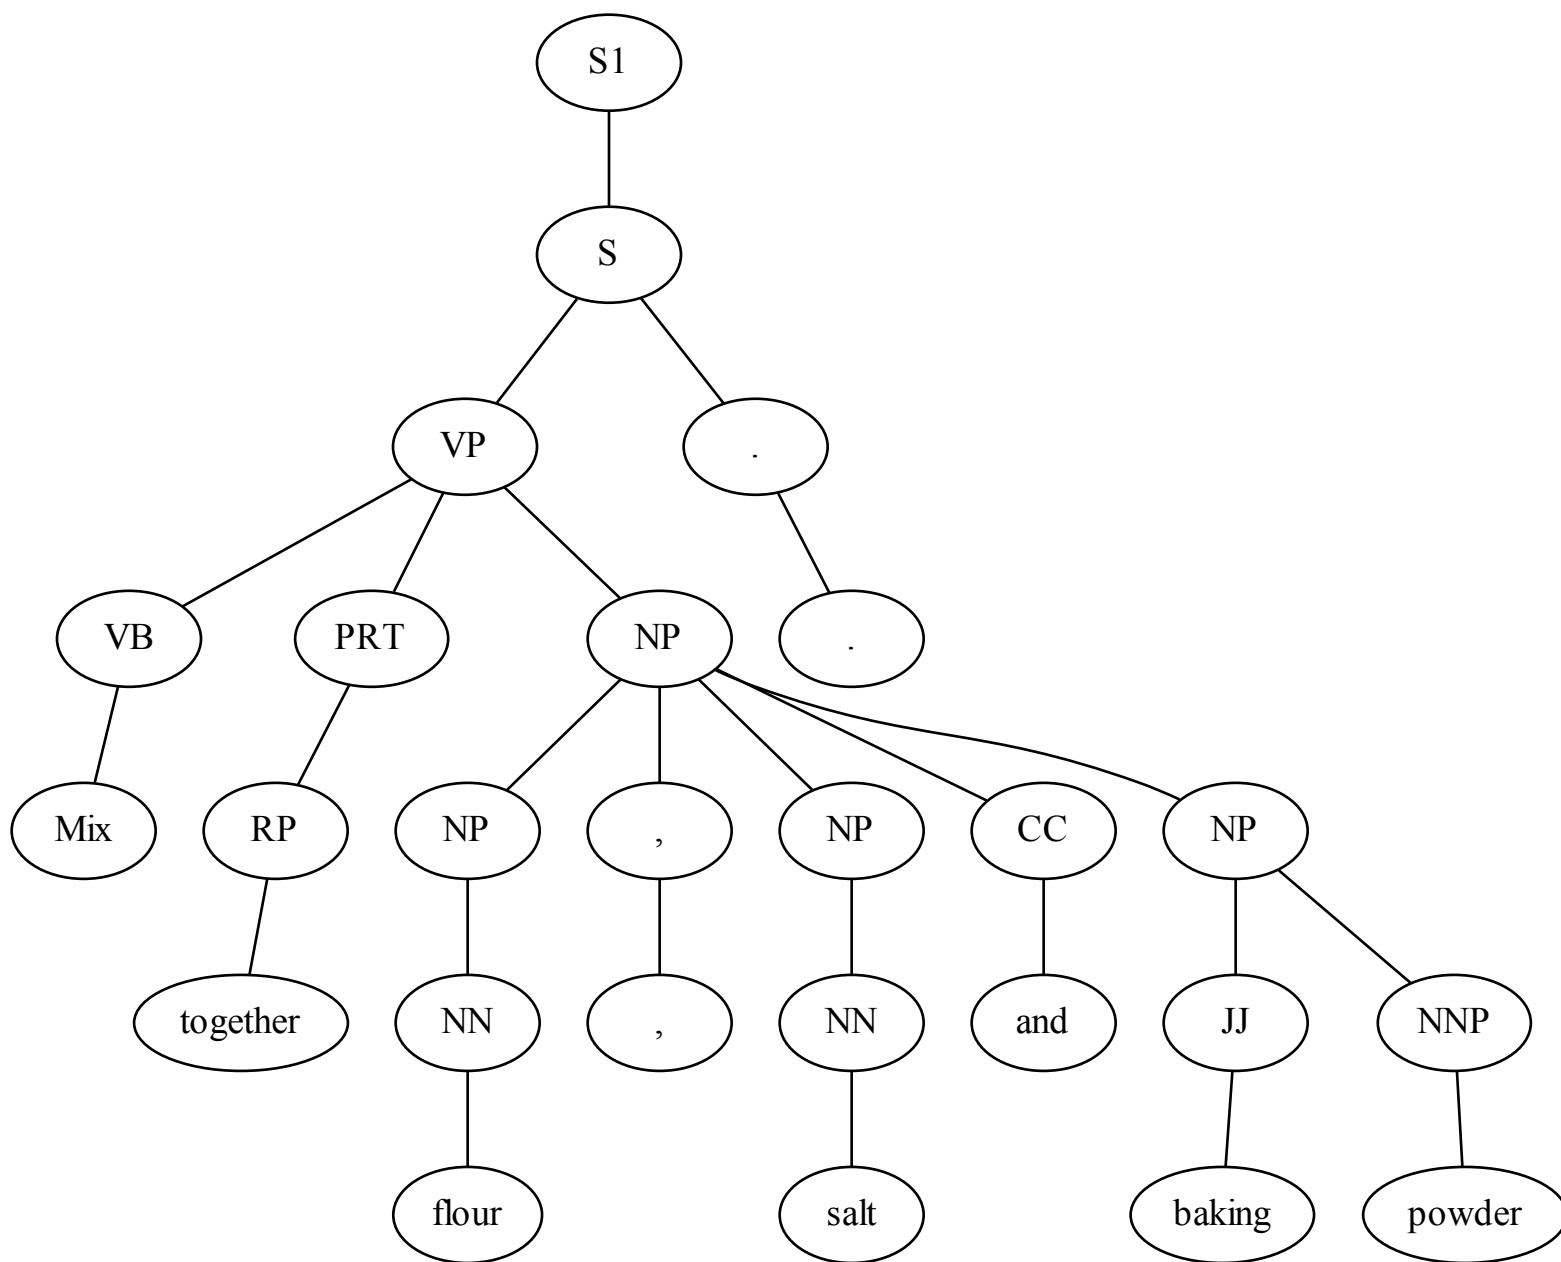 S1
S
VP .
VB PRT NP .
Mix RP NP , NP CC NP
together NN , NN and JJ NNP
flour salt baking powder